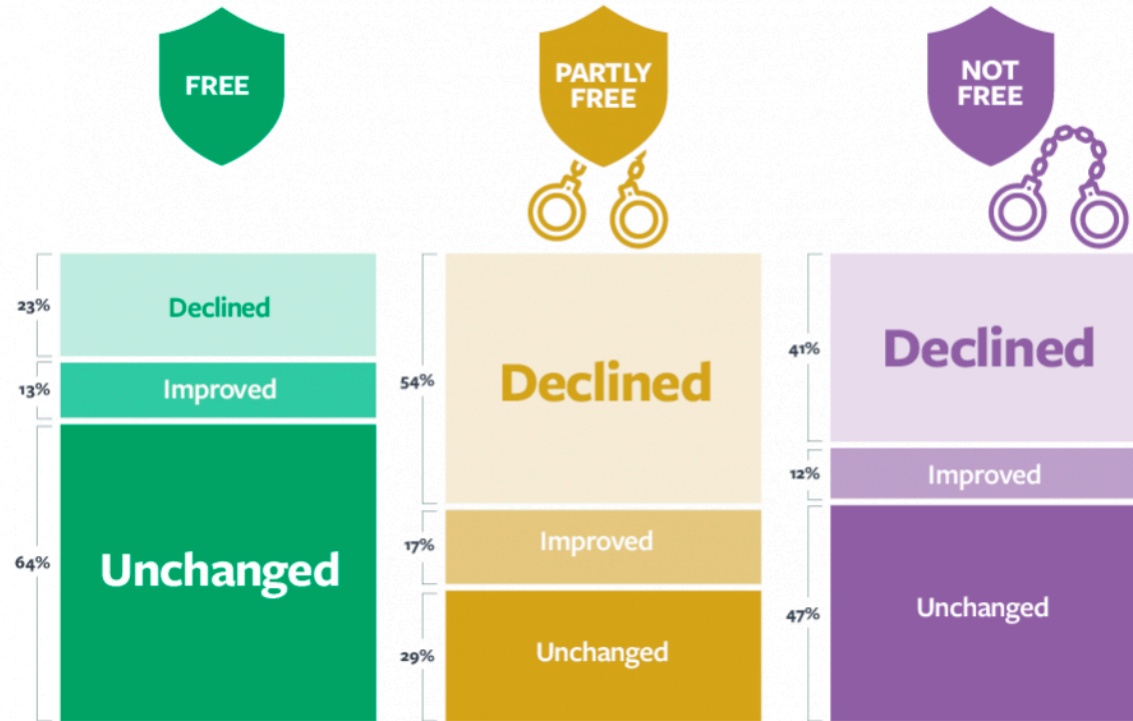 FREE
PARTLY
FREE
NOT
FREE
23%
Declined
13%
Improved
64%
Unchanged
54%
Declined
17%
Improved
29%
Unchanged
41%
Declined
12%
Improved
47%
Unchanged